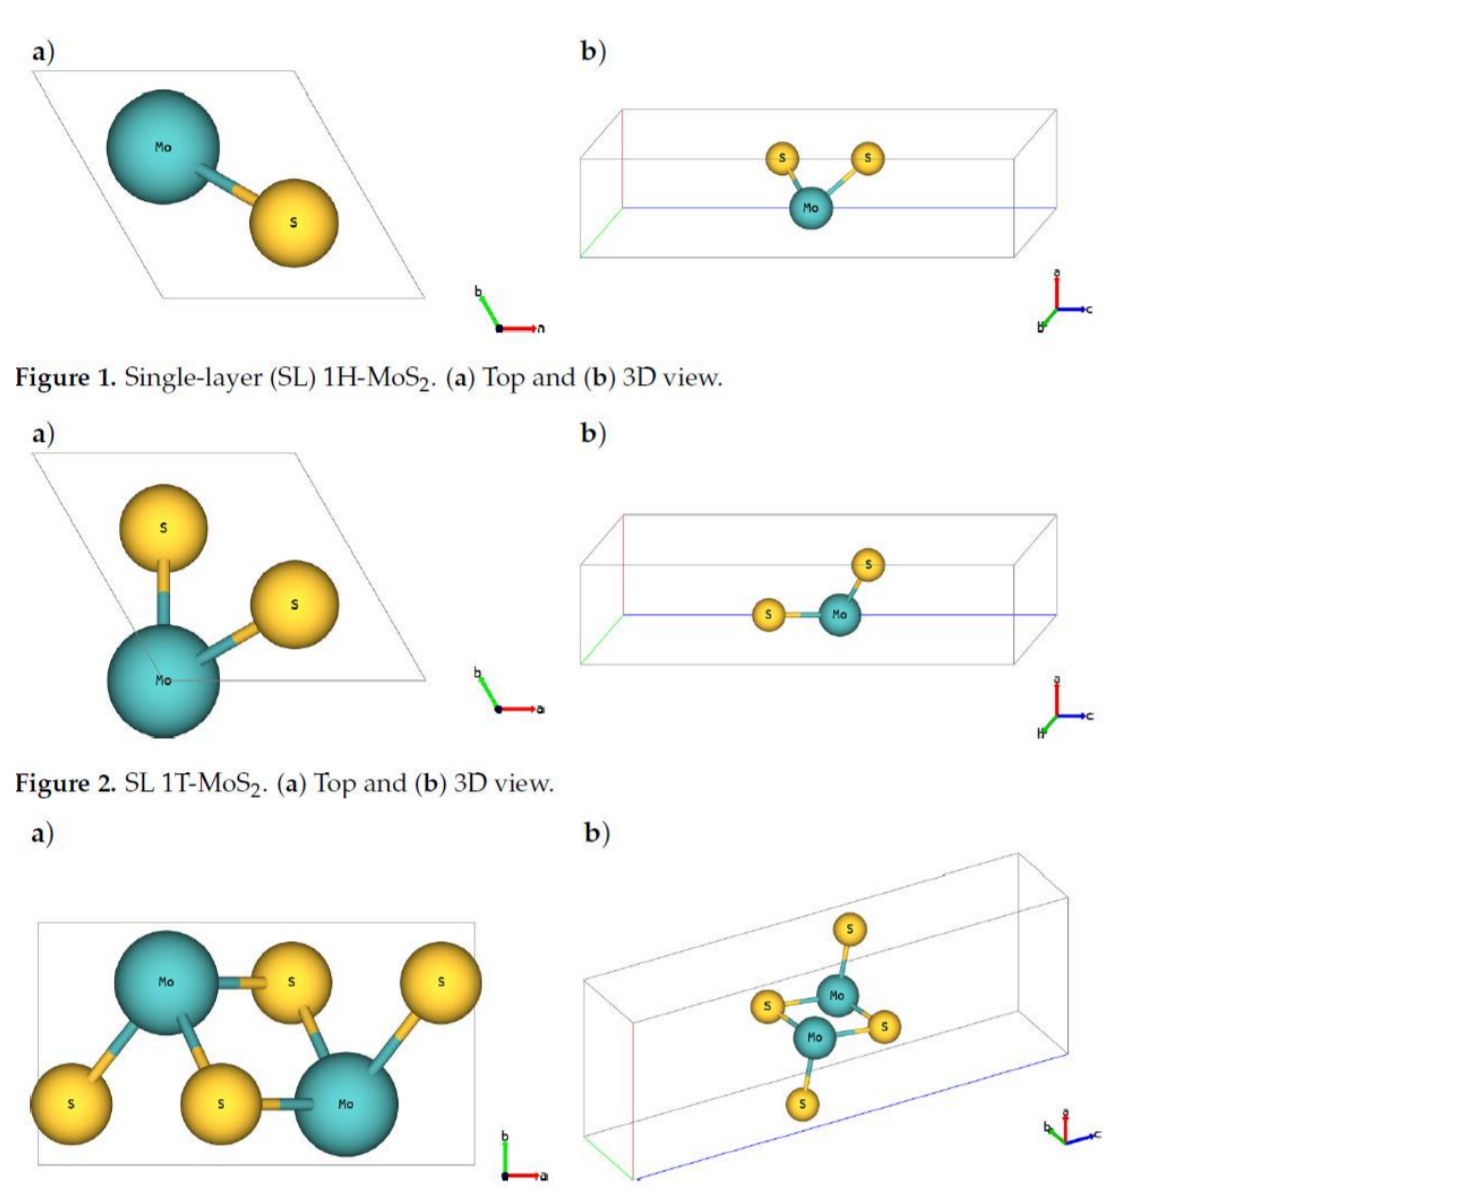 a) b)
Mo
S
S S
Mo
b
a
a
b c
Figure 1. Single-layer (SL) 1H-MoS₂. (a) Top and (b) 3D view.
a) b)
S
S
Mo
S
S Mo
b
a
a
c
Figure 2. SL 1T-MoS₂. (a) Top and (b) 3D view.
a) b)
Mo S S
S S Mo
S
Mo
S
S
Mo
S
b
a
a
b c